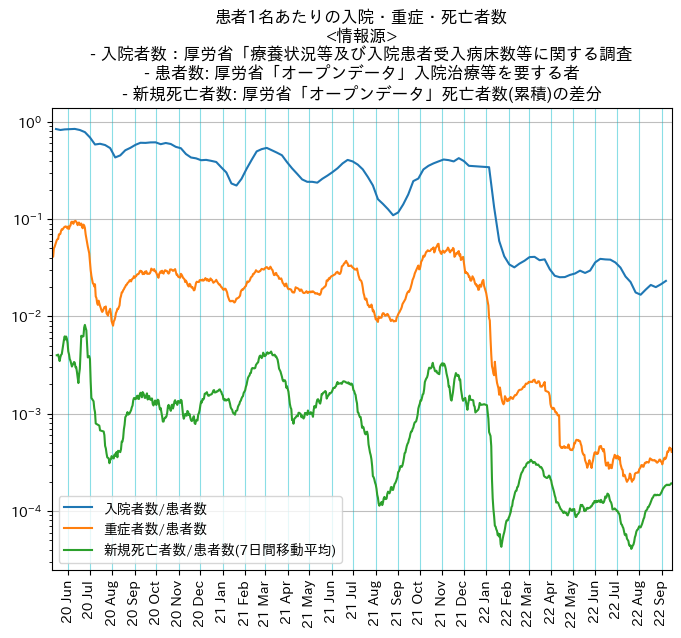 患者1名あたりの入院・重症・死亡者数
<情報源>
- 入院者数：厚労省「療養状況等及び入院患者受入病床数等に関する調査
- 患者数: 厚労省「オープンデータ」入院治療等を要する者
- 新規死亡者数: 厚労省「オープンデータ」死亡者数(累積)の差分
10⁰
10⁻¹
10⁻²
10⁻³
10⁻⁴
入院者数/患者数
重症者数/患者数
新規死亡者数/患者数(7日間移動平均)
20 Jun
20 Jul
20 Aug
20 Sep
20 Oct
20 Nov
20 Dec
21 Jan
21 Feb
21 Mar
21 Apr
21 May
21 Jun
21 Jul
21 Aug
21 Sep
21 Oct
21 Nov
21 Dec
22 Jan
22 Feb
22 Mar
22 Apr
22 May
22 Jun
22 Jul
22 Aug
22 Sep